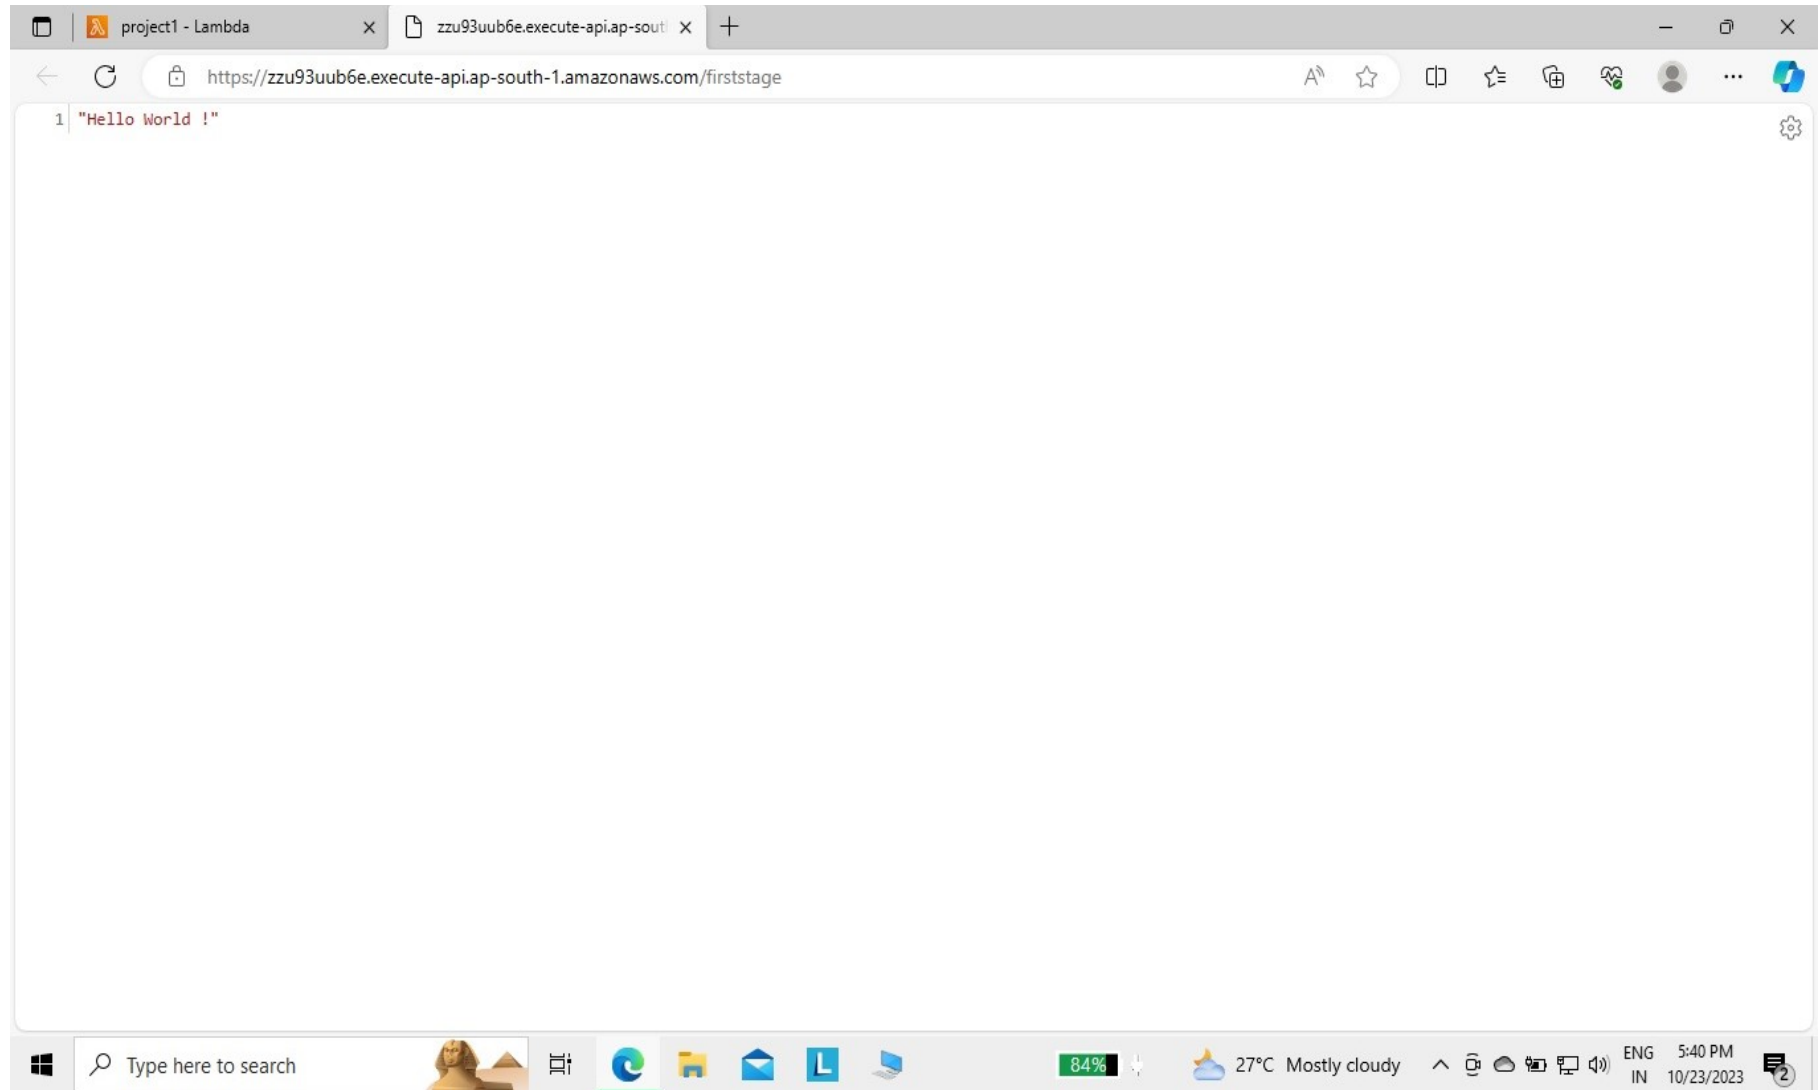 project1 - Lambda
zzu93uub6e.execute-api.ap-sout
https://zzu93uub6e.execute-api.ap-south-1.amazonaws.com/firststage
1 "Hello World !"
Type here to search
84%
27°C Mostly cloudy
ENG
IN
5:40 PM
10/23/2023
2